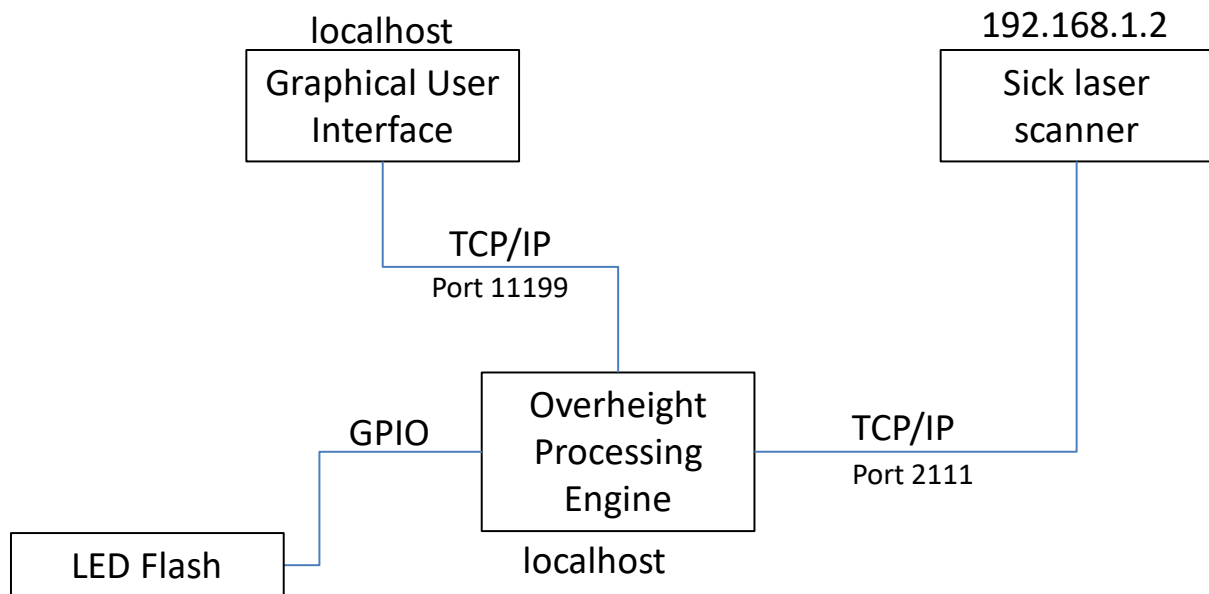 localhost
Graphical User
Interface
192.168.1.2
Sick laser
scanner
TCP/IP
Port 11199
Overheight
Processing
Engine
localhost
GPIO
TCP/IP
Port 2111
LED Flash